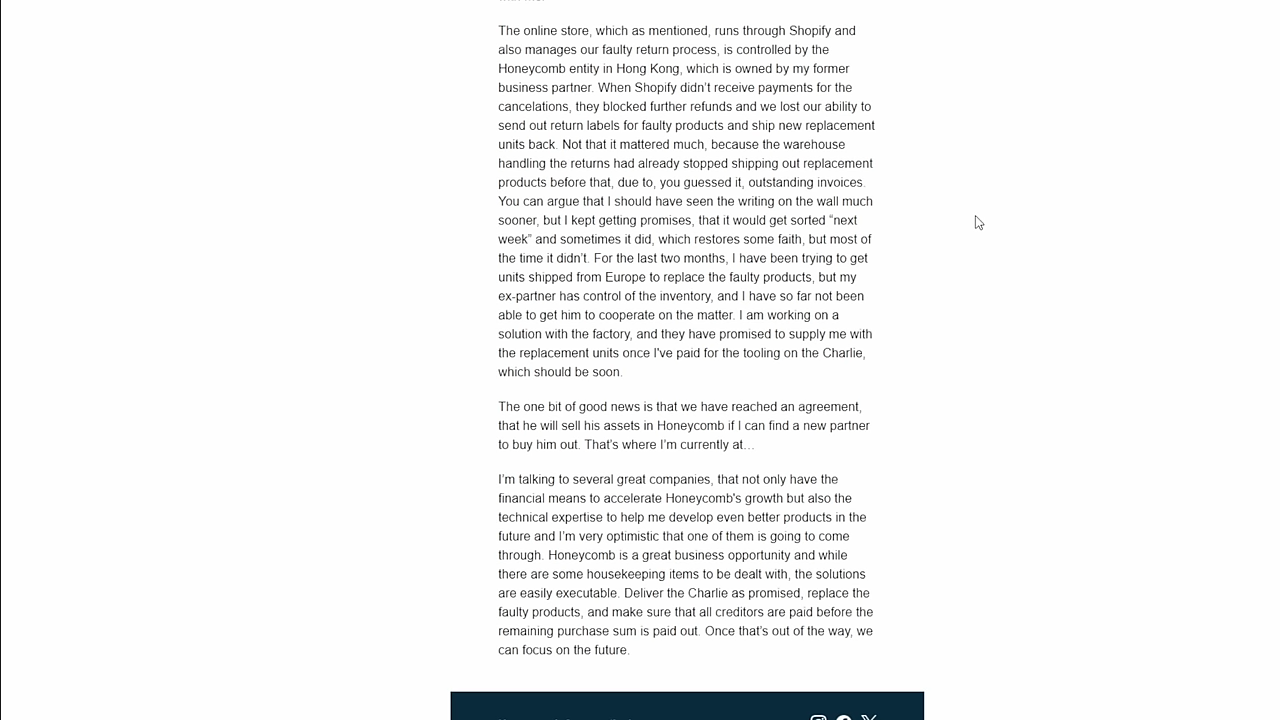 The online store, which as mentioned, runs through Shopify and
also manages our faulty return process, is controlled by the
Honeycomb entity in Hong Kong, which is owned by my former
business partner. When Shopify didn’t receive payments for the
cancelations, they blocked further refunds and we lost our ability to
send out return labels for faulty products and ship new replacement
units back. Not that it mattered much, because the warehouse
handling the returns had already stopped shipping out replacement
products before that, due to, you guessed it, outstanding invoices.
You can argue that I should have seen the writing on the wall much
sooner, but I kept getting promises, that it would get sorted “next
week” and sometimes it did, which restores some faith, but most of
the time it didn’t. For the last two months, I have been trying to get
units shipped from Europe to replace the faulty products, but my
ex-partner has control of the inventory, and I have so far not been
able to get him to cooperate on the matter. I am working on a
solution with the factory, and they have promised to supply me with
the replacement units once I've paid for the tooling on the Charlie,
which should be soon.
The one bit of good news is that we have reached an agreement,
that he will sell his assets in Honeycomb if I can find a new partner
to buy him out. That’s where I’m currently at…
I’m talking to several great companies, that not only have the
financial means to accelerate Honeycomb's growth but also the
technical expertise to help me develop even better products in the
future and I’m very optimistic that one of them is going to come
through. Honeycomb is a great business opportunity and while
there are some housekeeping items to be dealt with, the solutions
are easily executable. Deliver the Charlie as promised, replace the
faulty products, and make sure that all creditors are paid before the
remaining purchase sum is paid out. Once that’s out of the way, we
can focus on the future.